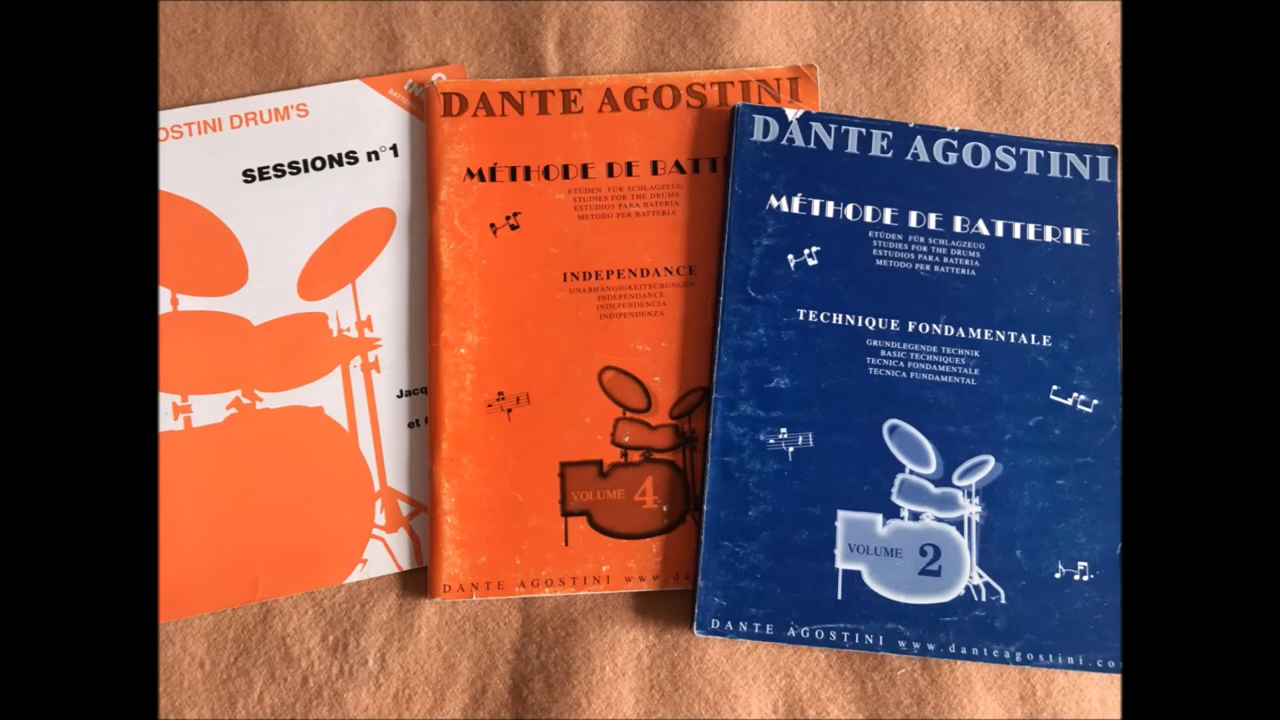 OSTINI DRUM'S
SESSIONS n°1
Jacq
et
DANTE AGOSTINI
MÉTHODE DE BATT
ETÜDEN FÜR SCHLAGZEUG
STUDIES FOR THE DRUMS
ESTUDIOS PARA BATERIA
METODO PER BATTERIA
INDEPENDANCE
UNABHÄNGIGKEITSÜBUNGEN
INDEPENDANCE
INDEPENDENCIA
INDIPENDENZA
VOLUME 4
DANTE AGOSTINI www.da
DANTE AGOSTINI
MÉTHODE DE BATTERIE
ETÜDEN FÜR SCHLAGZEUG
STUDIES FOR THE DRUMS
ESTUDIOS PARA BATERIA
METODO PER BATTERIA
TECHNIQUE FONDAMENTALE
GRUNDLEGENDE TECHNIK
BASIC TECHNIQUES
TECNICA FONDAMENTALE
TECNICA FUNDAMENTAL
VOLUME 2
DANTE AGOSTINI www.danteagostini.co